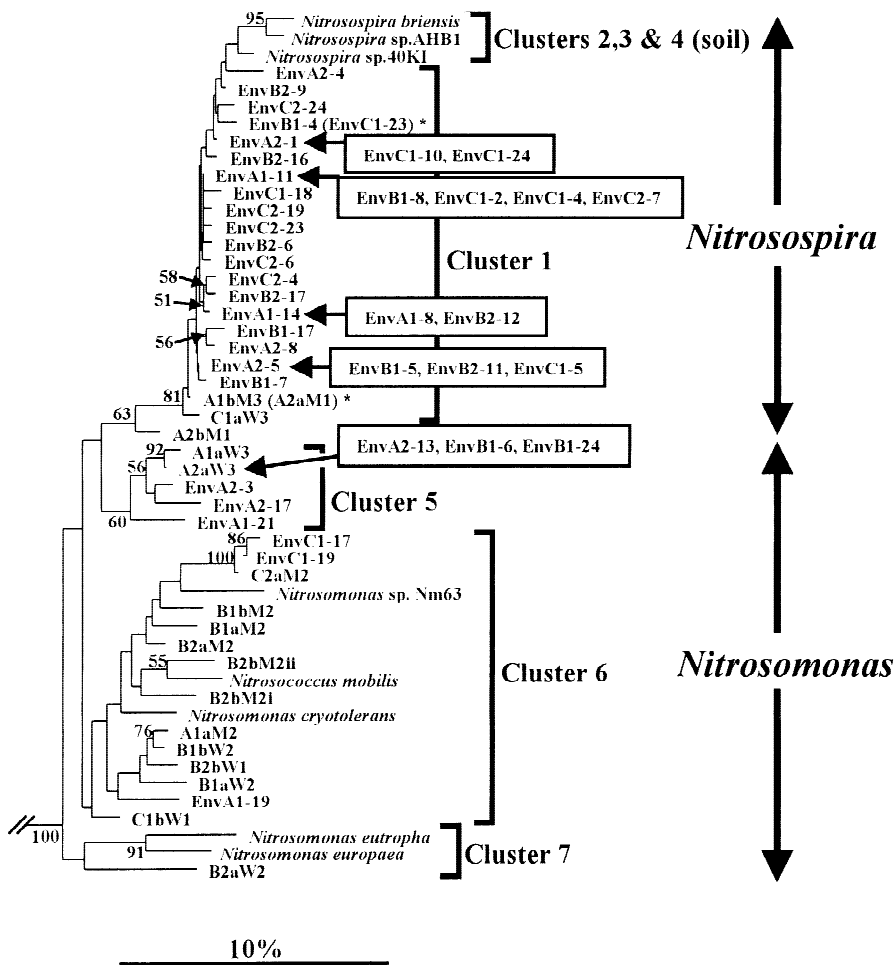 95
Nitrosospira briensis
Nitrosospira sp.AHB1
Nitrosospira sp.40KI
Clusters 2,3 & 4 (soil)
EnvA2-4
EnvB2-9
EnvC2-24
EnvB1-4 (EnvC1-23) *
EnvA2-1
EnvC1-10, EnvC1-24
EnvB2-16
EnvA1-11
EnvB1-8, EnvC1-2, EnvC1-4, EnvC2-7
EnvC1-18
EnvC2-19
EnvC2-23
EnvB2-6
EnvC2-6
Cluster 1
Nitrosospira
58
EnvC2-4
EnvB2-17
51
EnvA1-14
EnvA1-8, EnvB2-12
EnvB1-17
56
EnvA2-8
EnvA2-5
EnvB1-5, EnvB2-11, EnvC1-5
EnvB1-7
81
A1bM3 (A2aM1) *
C1aW3
63
A2bM1
EnvA2-13, EnvB1-6, EnvB1-24
92
A1aW3
56
A2aW3
EnvA2-3
EnvA2-17
Cluster 5
60
EnvA1-21
86
EnvC1-17
100
EnvC1-19
C2aM2
Nitrosomonas sp. Nm63
B1bM2
B1aM2
B2aM2
55
B2bM2ii
Nitrosococcus mobilis
B2bM2i
Cluster 6
Nitrosomonas
Nitrosomonas cryotolerans
76
A1aM2
B1bW2
B2bW1
B1aW2
EnvA1-19
C1bW1
100
Nitrosomonas eutropha
91
Nitrosomonas europaea
B2aW2
Cluster 7
10%